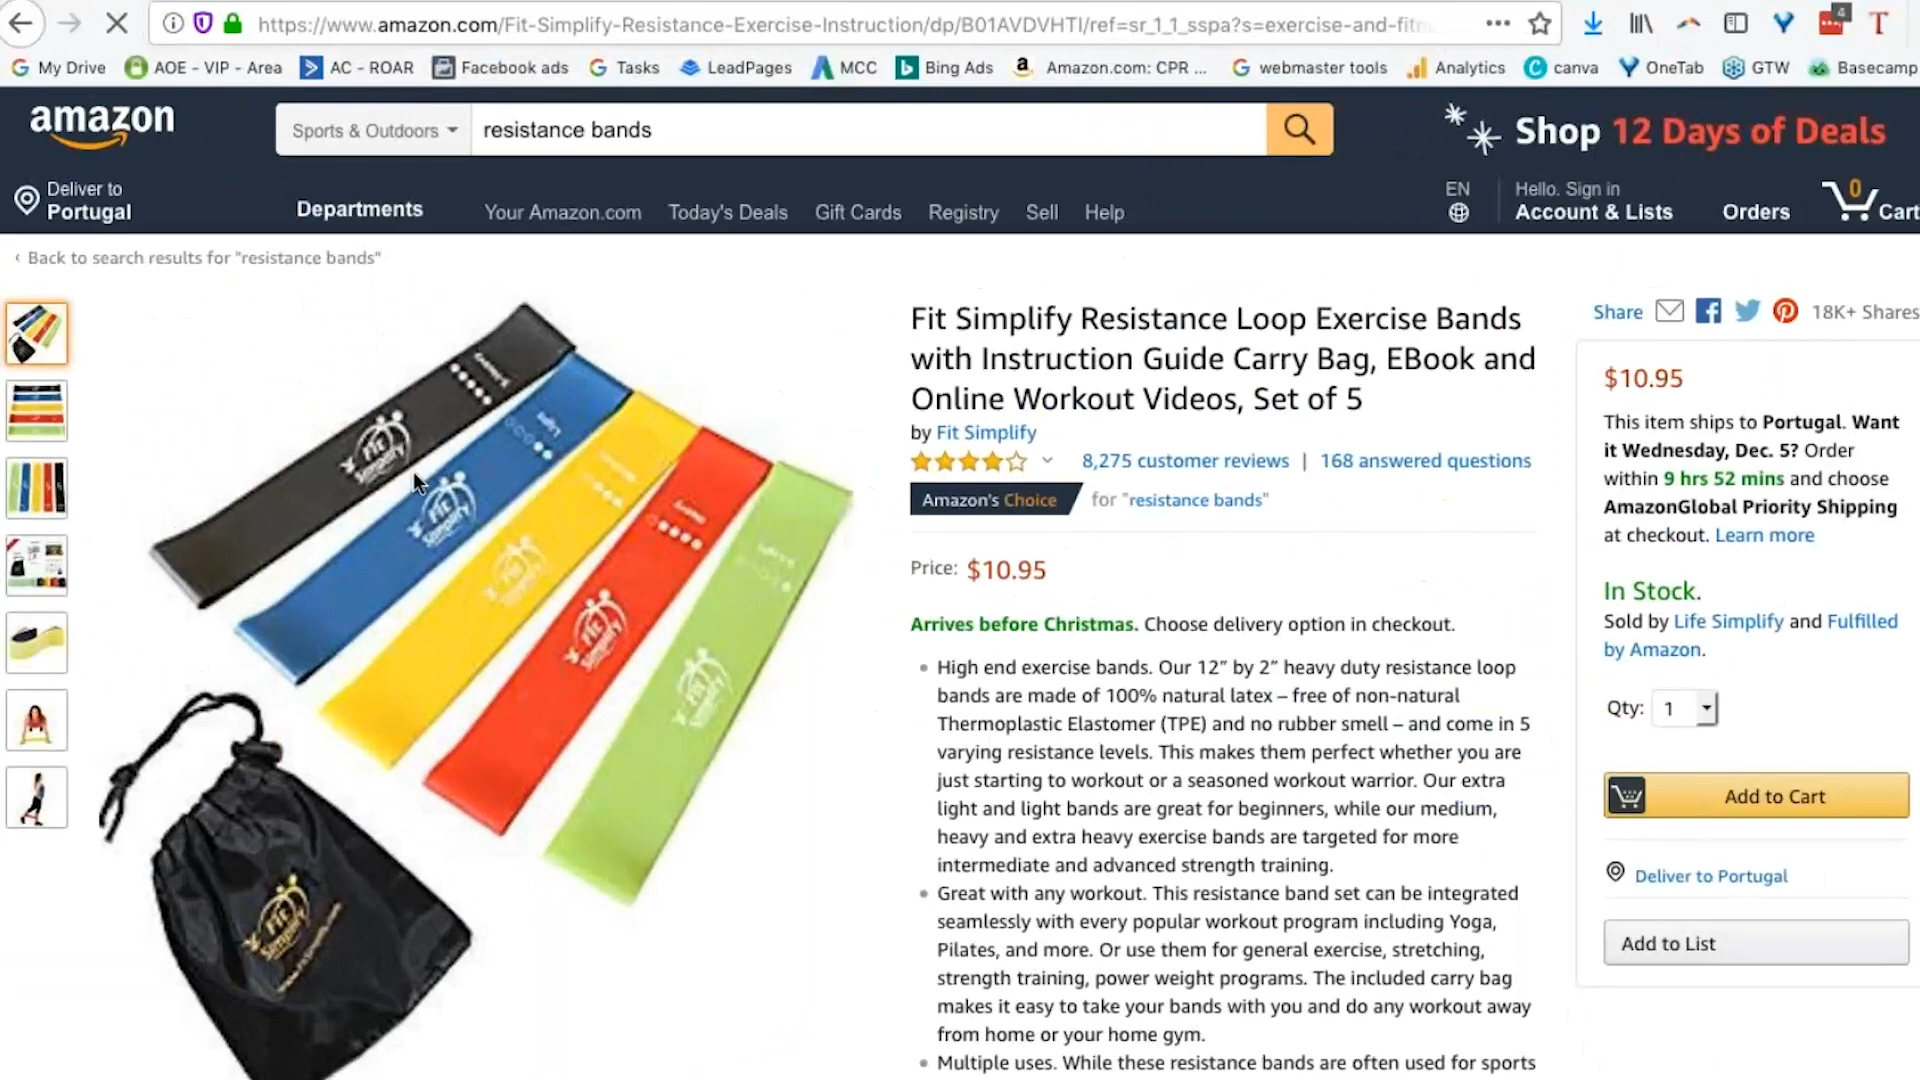 https://www.amazon.com/Fit-Simplify-Resistance-Exercise-Instruction/dp/B01AVDVHTI/ref=sr_1_1_sspa?s=exercise-and-fitn
4
My Drive
AOE - VIP - Area
AC - ROAR
Facebook ads
Tasks
LeadPages
MCC
Bing Ads
Amazon.com: CPR ...
webmaster tools
Analytics
canva
OneTab
GTW
Basecamp
amazon
Sports & Outdoors
resistance bands
Shop 12 Days of Deals
Deliver to
Portugal
Departments
Your Amazon.com
Today's Deals
Gift Cards
Registry
Sell
Help
EN
Hello. Sign in
Account & Lists
Orders
0
Cart
‹ Back to search results for "resistance bands"
Fit
Simplify
Fit
Simplify
Fit
Simplify
Fit
Simplify
Fit
Simplify
Fit
Simplify
Fit Simplify Resistance Loop Exercise Bands
with Instruction Guide Carry Bag, EBook and
Online Workout Videos, Set of 5
by Fit Simplify
8,275 customer reviews | 168 answered questions
Amazon's Choice for "resistance bands"
Price: $10.95
Arrives before Christmas. Choose delivery option in checkout.
• High end exercise bands. Our 12” by 2” heavy duty resistance loop
bands are made of 100% natural latex – free of non-natural
Thermoplastic Elastomer (TPE) and no rubber smell – and come in 5
varying resistance levels. This makes them perfect whether you are
just starting to workout or a seasoned workout warrior. Our extra
light and light bands are great for beginners, while our medium,
heavy and extra heavy exercise bands are targeted for more
intermediate and advanced strength training.
• Great with any workout. This resistance band set can be integrated
seamlessly with every popular workout program including Yoga,
Pilates, and more. Or use them for general exercise, stretching,
strength training, power weight programs. The included carry bag
makes it easy to take your bands with you and do any workout away
from home or your home gym.
• Multiple uses. While these resistance bands are often used for sports
Share
18K+ Shares
$10.95
This item ships to Portugal. Want
it Wednesday, Dec. 5? Order
within 9 hrs 52 mins and choose
AmazonGlobal Priority Shipping
at checkout. Learn more
In Stock.
Sold by Life Simplify and Fulfilled
by Amazon.
Qty: 1
Add to Cart
Deliver to Portugal
Add to List